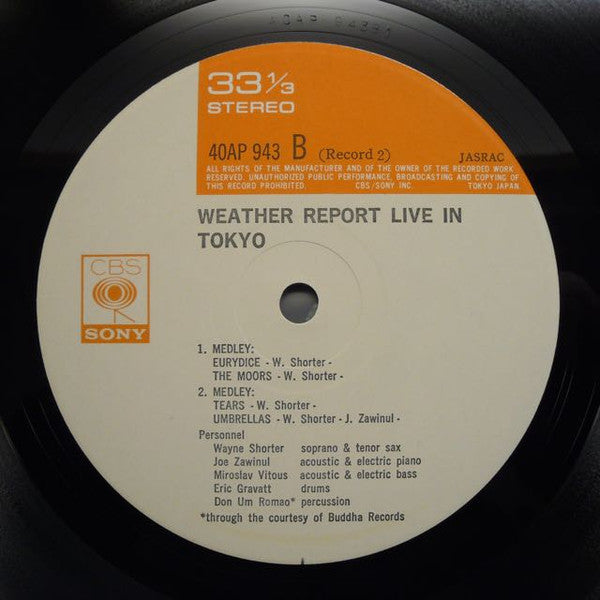 33 1/3
STEREO
40AP 943 B (Record 2) JASRAC
ALL RIGHTS OF THE MANUFACTURER AND OF THE OWNER OF THE RECORDED WORK
RESERVED. UNAUTHORIZED PUBLIC PERFORMANCE, BROADCASTING AND COPYING OF
THIS RECORD PROHIBITED. CBS/SONY INC. TOKYO JAPAN.
WEATHER REPORT LIVE IN
TOKYO
CBS
SONY
1. MEDLEY:
EURYDICE - W. Shorter -
THE MOORS - W. Shorter -
2. MEDLEY:
TEARS - W. Shorter -
UMBRELLAS - W. Shorter - J. Zawinul -
Personnel
Wayne Shorter soprano & tenor sax
Joe Zawinul acoustic & electric piano
Miroslav Vitous acoustic & electric bass
Eric Gravatt drums
Don Um Romao* percussion
*through the courtesy of Buddha Records